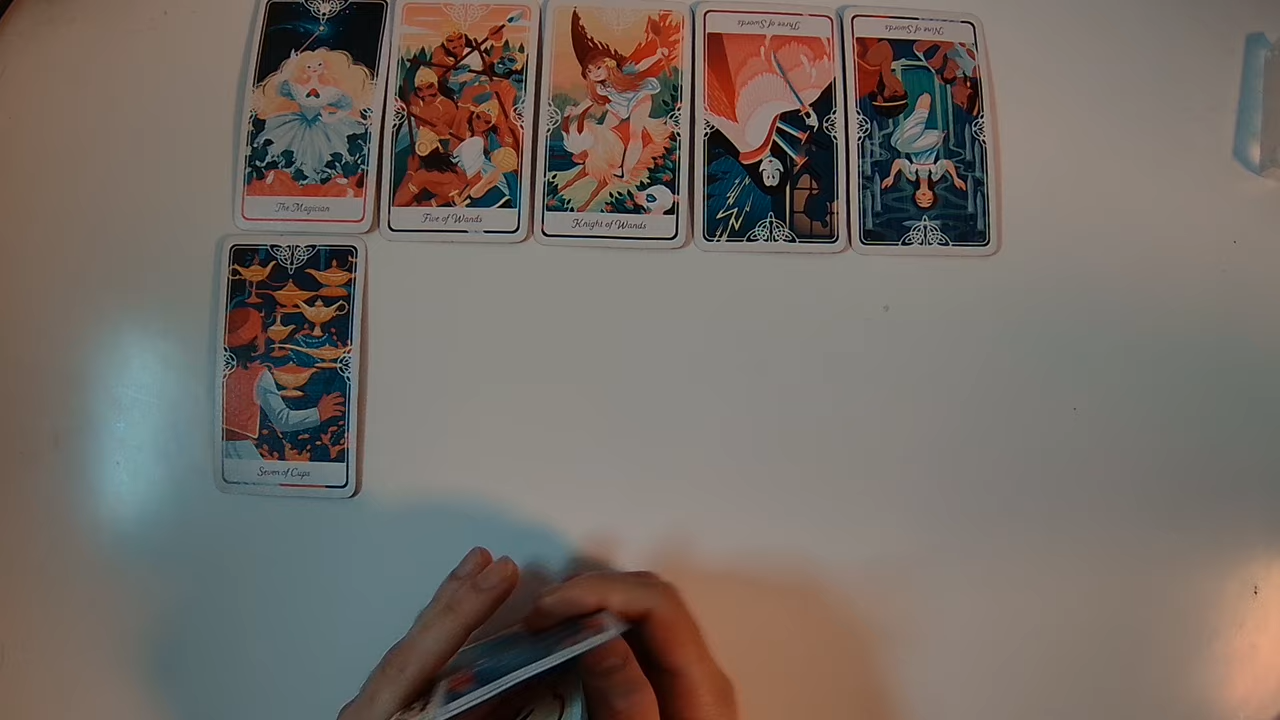 The Magician
Five of Wands
Knight of Wands
Three of Swords
Nine of Swords
Seven of Cups